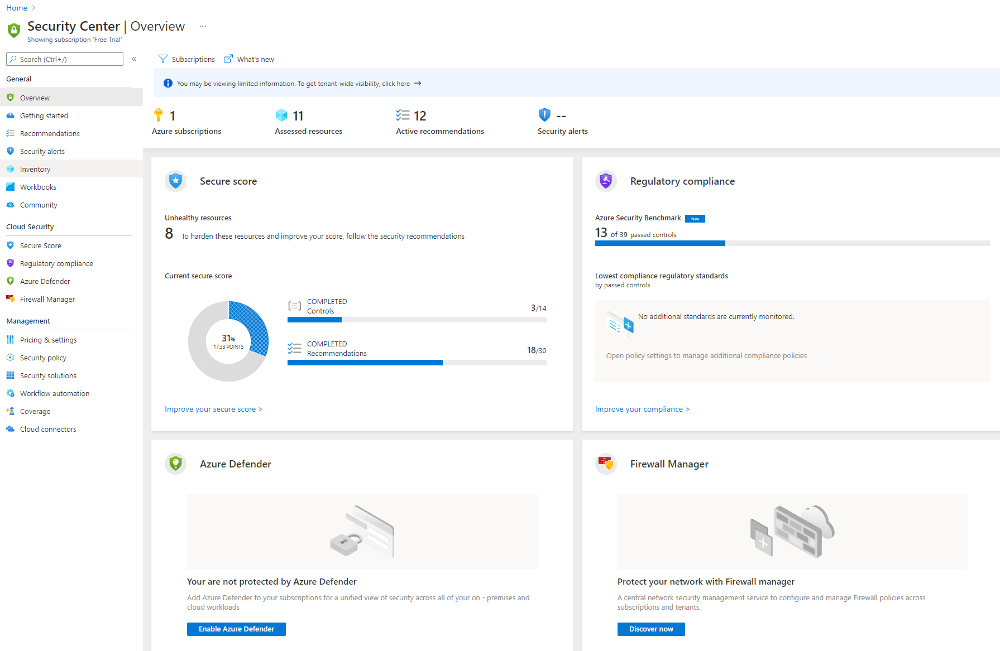 Home
Security Center | Overview ...
Showing subscription 'Free Trial'
Search (Ctrl+/)
«
General
Overview
Getting started
Recommendations
Security alerts
Inventory
Workbooks
Community
Cloud Security
Secure Score
Regulatory compliance
Azure Defender
Firewall Manager
Management
Pricing & settings
Security policy
Security solutions
Workflow automation
Coverage
Cloud connectors
Subscriptions
What's new
You may be viewing limited information. To get tenant-wide visibility, click here →
1
Azure subscriptions
11
Assessed resources
12
Active recommendations
--
Security alerts
Secure score
Unhealthy resources
8 To harden these resources and improve your score, follow the security recommendations
Current secure score
31%
17.33 POINTS
COMPLETED
Controls
3/14
COMPLETED
Recommendations
18/30
Improve your secure score >
Regulatory compliance
Azure Security Benchmark New
13 of 39 passed controls
Lowest compliance regulatory standards
by passed controls
No additional standards are currently monitored.
Open policy settings to manage additional compliance policies
Improve your compliance >
Azure Defender
Your are not protected by Azure Defender
Add Azure Defender to your subscriptions for a unified view of security across all of your on - premises and
cloud workloads
Enable Azure Defender
Firewall Manager
Protect your network with Firewall manager
A central network security management service to configure and manage Firewall policies across
subscriptions and tenants.
Discover now